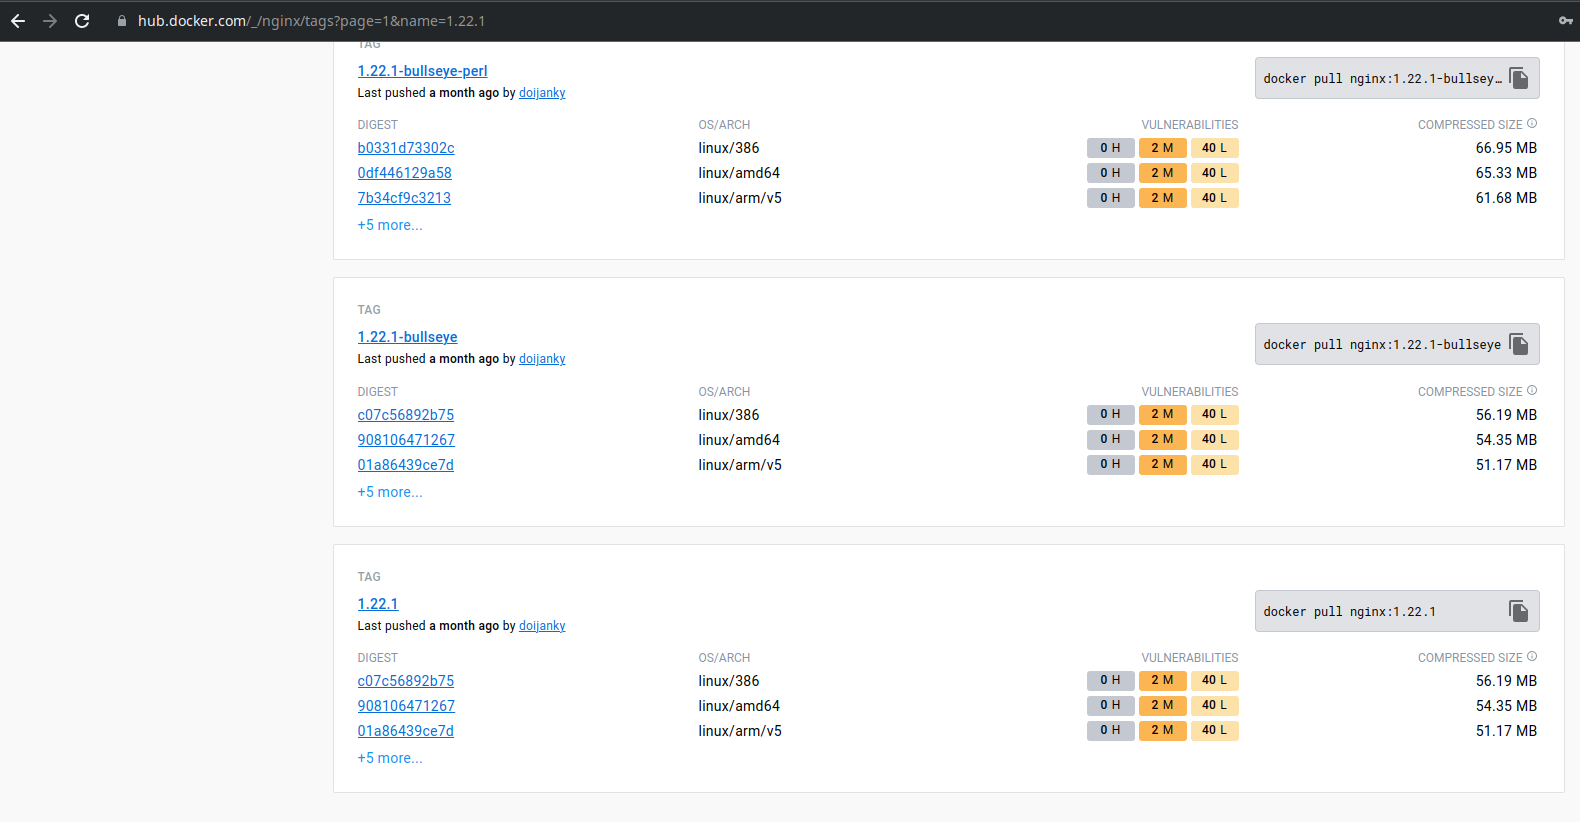 hub.docker.com/_/nginx/tags?page=1&name=1.22.1
TAG
1.22.1-bullseye-perl
docker pull nginx:1.22.1-bullsey…
Last pushed a month ago by doijanky
DIGEST OS/ARCH VULNERABILITIES COMPRESSED SIZE
b0331d73302c linux/386 0 H 2 M 40 L 66.95 MB
0df446129a58 linux/amd64 0 H 2 M 40 L 65.33 MB
7b34cf9c3213 linux/arm/v5 0 H 2 M 40 L 61.68 MB
+5 more...
TAG
1.22.1-bullseye
docker pull nginx:1.22.1-bullseye
Last pushed a month ago by doijanky
DIGEST OS/ARCH VULNERABILITIES COMPRESSED SIZE
c07c56892b75 linux/386 0 H 2 M 40 L 56.19 MB
908106471267 linux/amd64 0 H 2 M 40 L 54.35 MB
01a86439ce7d linux/arm/v5 0 H 2 M 40 L 51.17 MB
+5 more...
TAG
1.22.1
docker pull nginx:1.22.1
Last pushed a month ago by doijanky
DIGEST OS/ARCH VULNERABILITIES COMPRESSED SIZE
c07c56892b75 linux/386 0 H 2 M 40 L 56.19 MB
908106471267 linux/amd64 0 H 2 M 40 L 54.35 MB
01a86439ce7d linux/arm/v5 0 H 2 M 40 L 51.17 MB
+5 more...